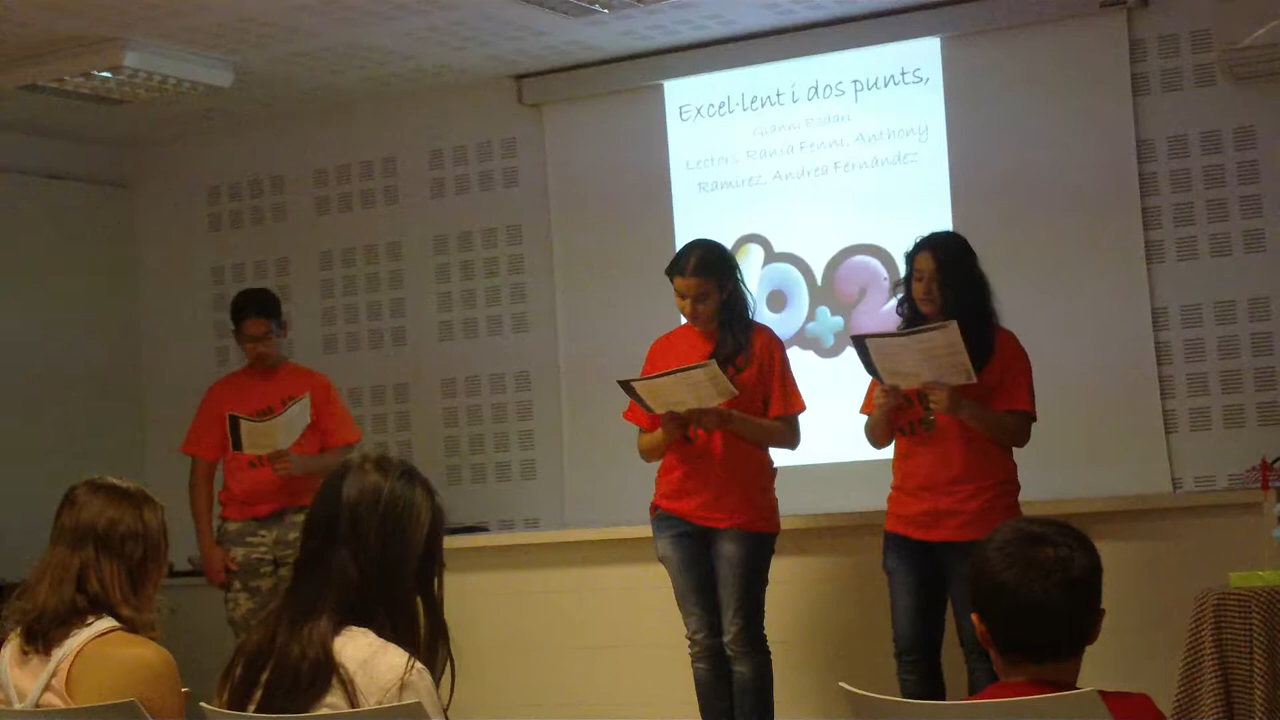 Excel·lent i dos punts,
Gianni Rodari
Lectors: Rania Fenni, Anthony
Ramirez, Andrea Fernández
10+2